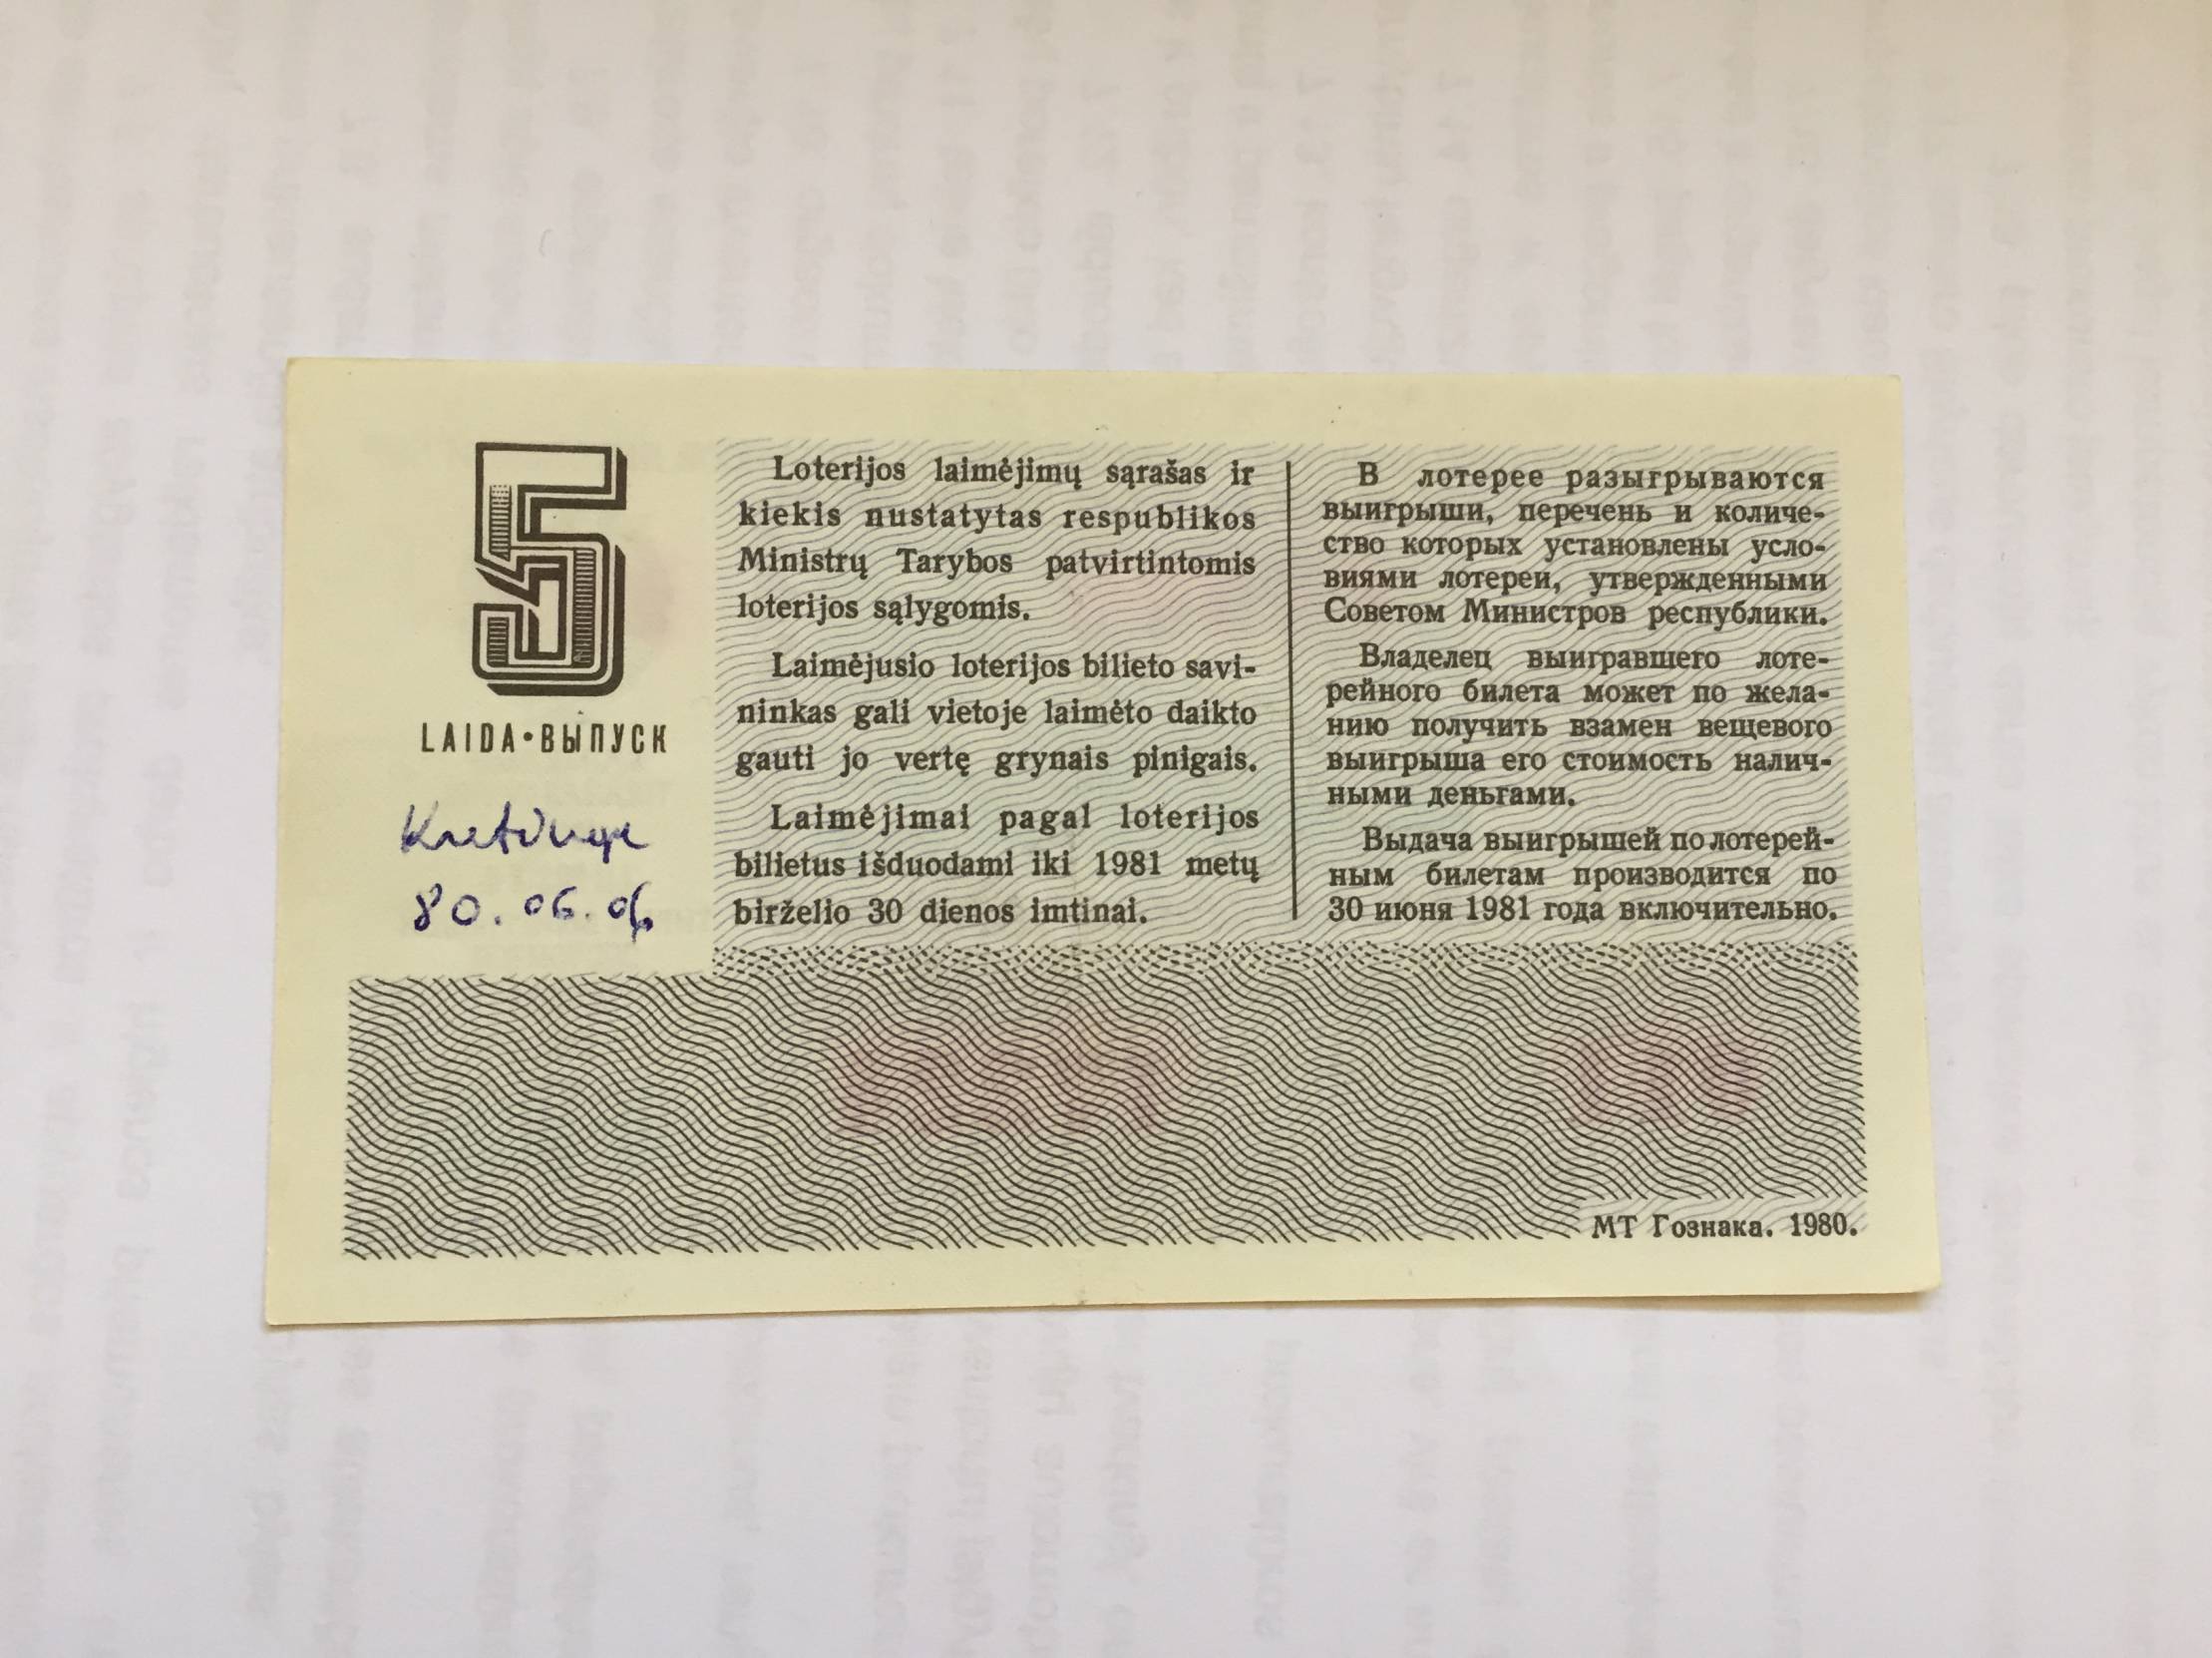 5
LAIDA•ВЫПУСК
Kretinga
80.06.06
Loterijos laimėjimų sąrašas ir
kiekis nustatytas respublikos
Ministrų Tarybos patvirtintomis
loterijos sąlygomis.
Laimėjusio loterijos bilieto savi-
ninkas gali vietoje laimėto daikto
gauti jo vertę grynais pinigais.
Laimėjimai pagal loterijos
bilietus išduodami iki 1981 metų
birželio 30 dienos imtinai.
В лотерее разыгрываются
выигрыши, перечень и количе-
ство которых установлены усло-
виями лотереи, утвержденными
Советом Министров республики.
Владелец выигравшего лоте-
рейного билета может по жела-
нию получить взамен вещевого
выигрыша его стоимость налич-
ными деньгами.
Выдача выигрышей по лотерей-
ным билетам производится по
30 июня 1981 года включительно.
МТ Гознака. 1980.